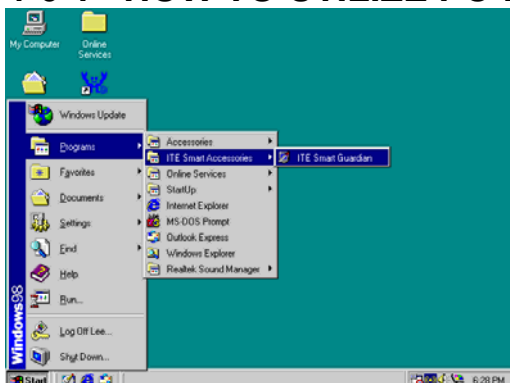 My Computer
Online
Services
Windows Update
Programs
Favorites
Documents
Settings
Find
Help
Run...
Log Off Lee...
Shut Down...
Windows98
Accessories
ITE Smart Accessories
Online Services
StartUp
Internet Explorer
MS-DOS Prompt
Outlook Express
Windows Explorer
Realtek Sound Manager
ITE Smart Guardian
Start
6:28 PM